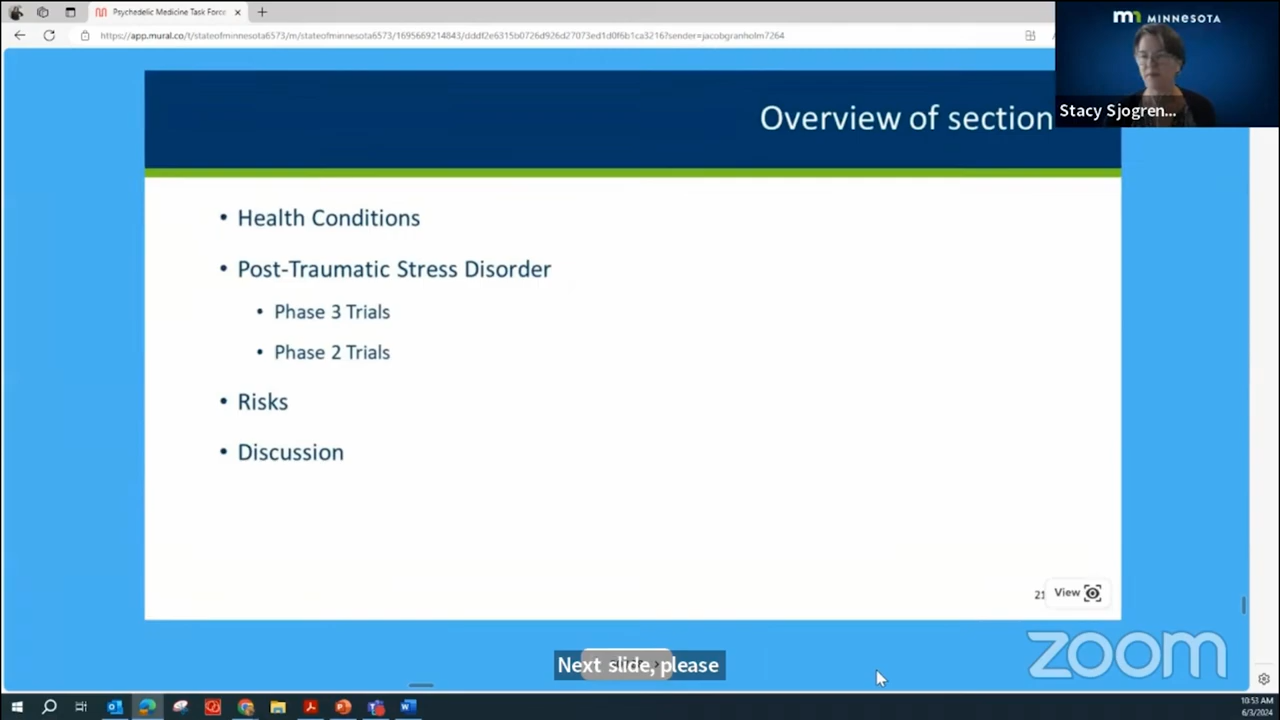 Psychedelic Medicine Task Force
https://app.mural.co/t/stateofminnesota6573/m/stateofminnesota6573/1695669214843/dddf2e6315b0726d926d27073ed1d0f6b1ca3216?sender=jacobgranholm7264
MINNESOTA
Stacy Sjogren...
Overview of section
• Health Conditions
• Post-Traumatic Stress Disorder
• Phase 3 Trials
• Phase 2 Trials
• Risks
• Discussion
21
View
Next slide, please
zoom
10:53 AM
6/3/2024